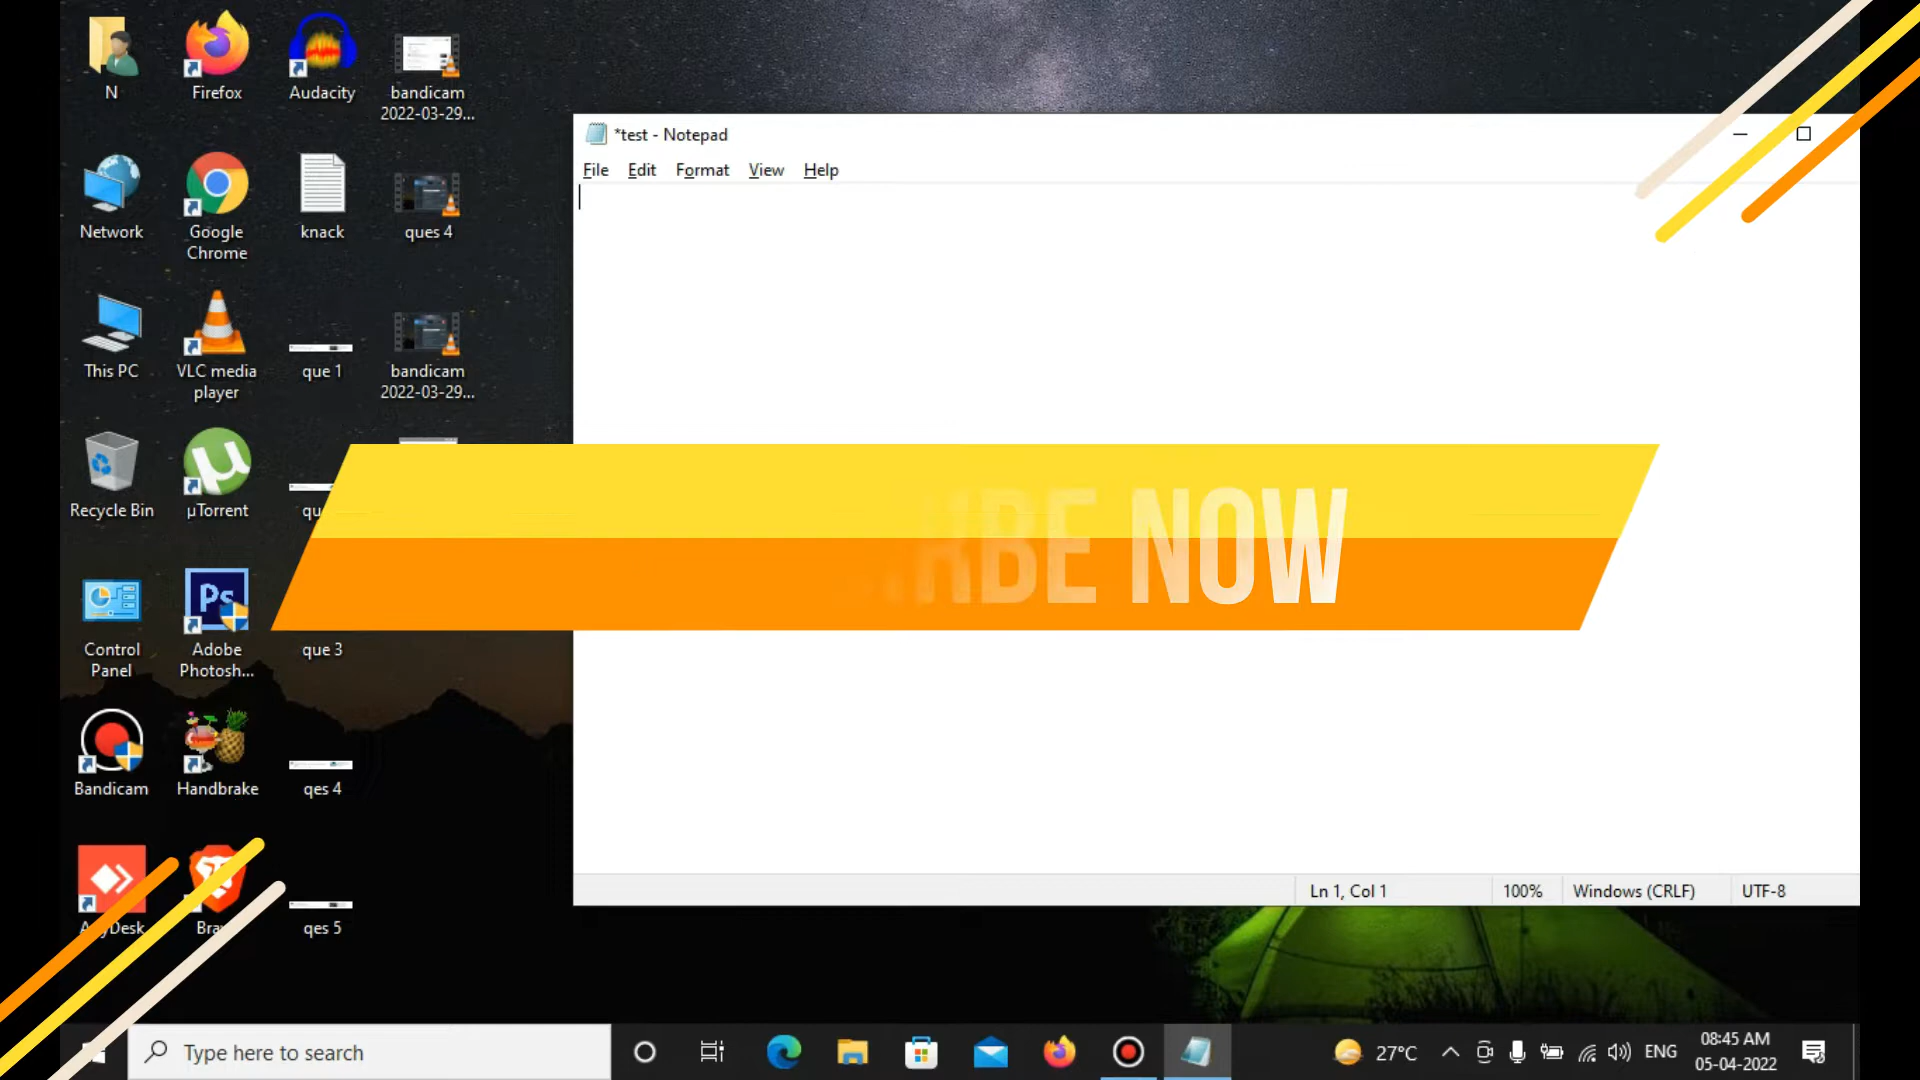 N
Firefox
Audacity
bandicam
2022-03-29...
Network
Google
Chrome
knack
ques 4
This PC
VLC media
player
que 1
bandicam
2022-03-29...
Recycle Bin
µTorrent
Control
Panel
Adobe
Photosh...
que 3
Bandicam
Handbrake
qes 4
AnyDesk
qes 5
*test - Notepad
File Edit Format View Help
NOW
Ln 1, Col 1
100%
Windows (CRLF)
UTF-8
Type here to search
27°C
ENG
08:45 AM
05-04-2022
Ps